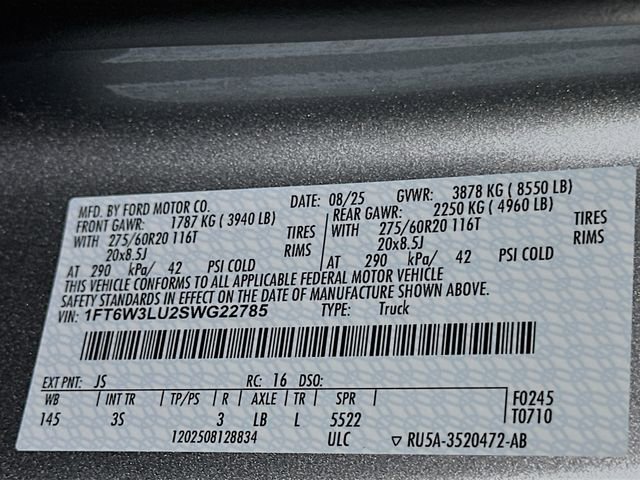 MFD. BY FORD MOTOR CO. DATE: 08/25 GVWR: 3878 KG ( 8550 LB)
FRONT GAWR: 1787 KG ( 3940 LB) REAR GAWR: 2250 KG ( 4960 LB)
WITH 275/60R20 116T TIRES WITH 275/60R20 116T TIRES
20x8.5J RIMS 20x8.5J RIMS
AT 290 kPa/ 42 PSI COLD AT 290 kPa/ 42 PSI COLD
THIS VEHICLE CONFORMS TO ALL APPLICABLE FEDERAL MOTOR VEHICLE
SAFETY STANDARDS IN EFFECT ON THE DATE OF MANUFACTURE SHOWN ABOVE.
VIN: 1FT6W3LU2SWG22785 TYPE: Truck
EXT PNT: JS RC: 16 DSO:
WB | INT TR | TP/PS | R | AXLE | TR | SPR F0245
145 3S 3 LB L 5522 T0710
1202508128834 ULC ▽ RU5A-3520472-AB